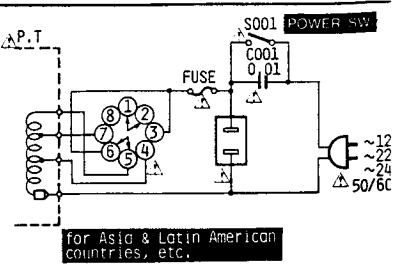 S001 POWER SW
P.T
C001
0 01
FUSE
1
8 2
7 3
6 4
5
~12
~22
~24
50/60
for Asia & Latin American
countries, etc.